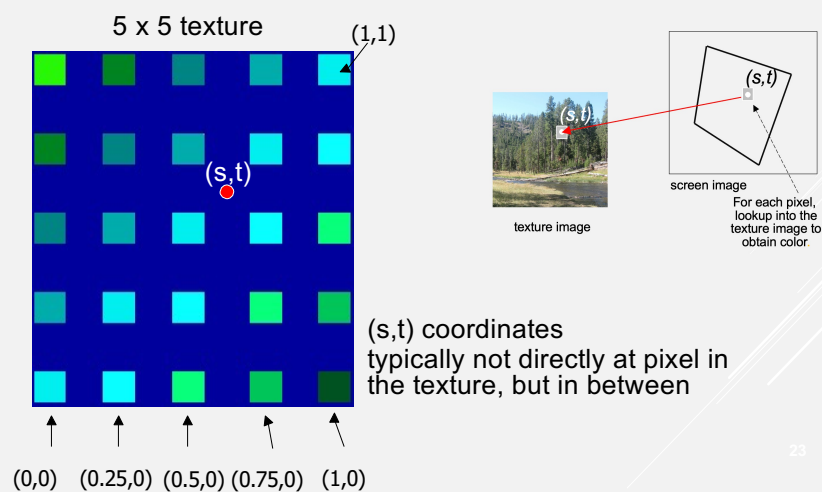 5 x 5 texture
(1,1)
(s,t)
(s,t)
(s,t)
screen image
texture image
For each pixel,
lookup into the
texture image to
obtain color.
(s,t) coordinates
typically not directly at pixel in
the texture, but in between
(0,0) (0.25,0) (0.5,0) (0.75,0) (1,0)
23